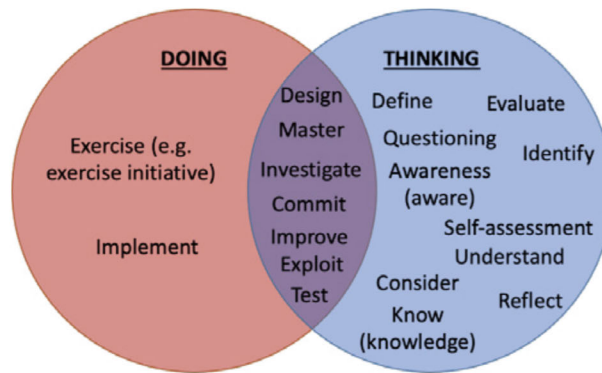 DOING
Exercise (e.g.
exercise initiative)
Implement
Design
Master
Investigate
Commit
Improve
Exploit
Test
THINKING
Define
Evaluate
Questioning
Identify
Awareness
(aware)
Self-assessment
Understand
Consider
Reflect
Know
(knowledge)